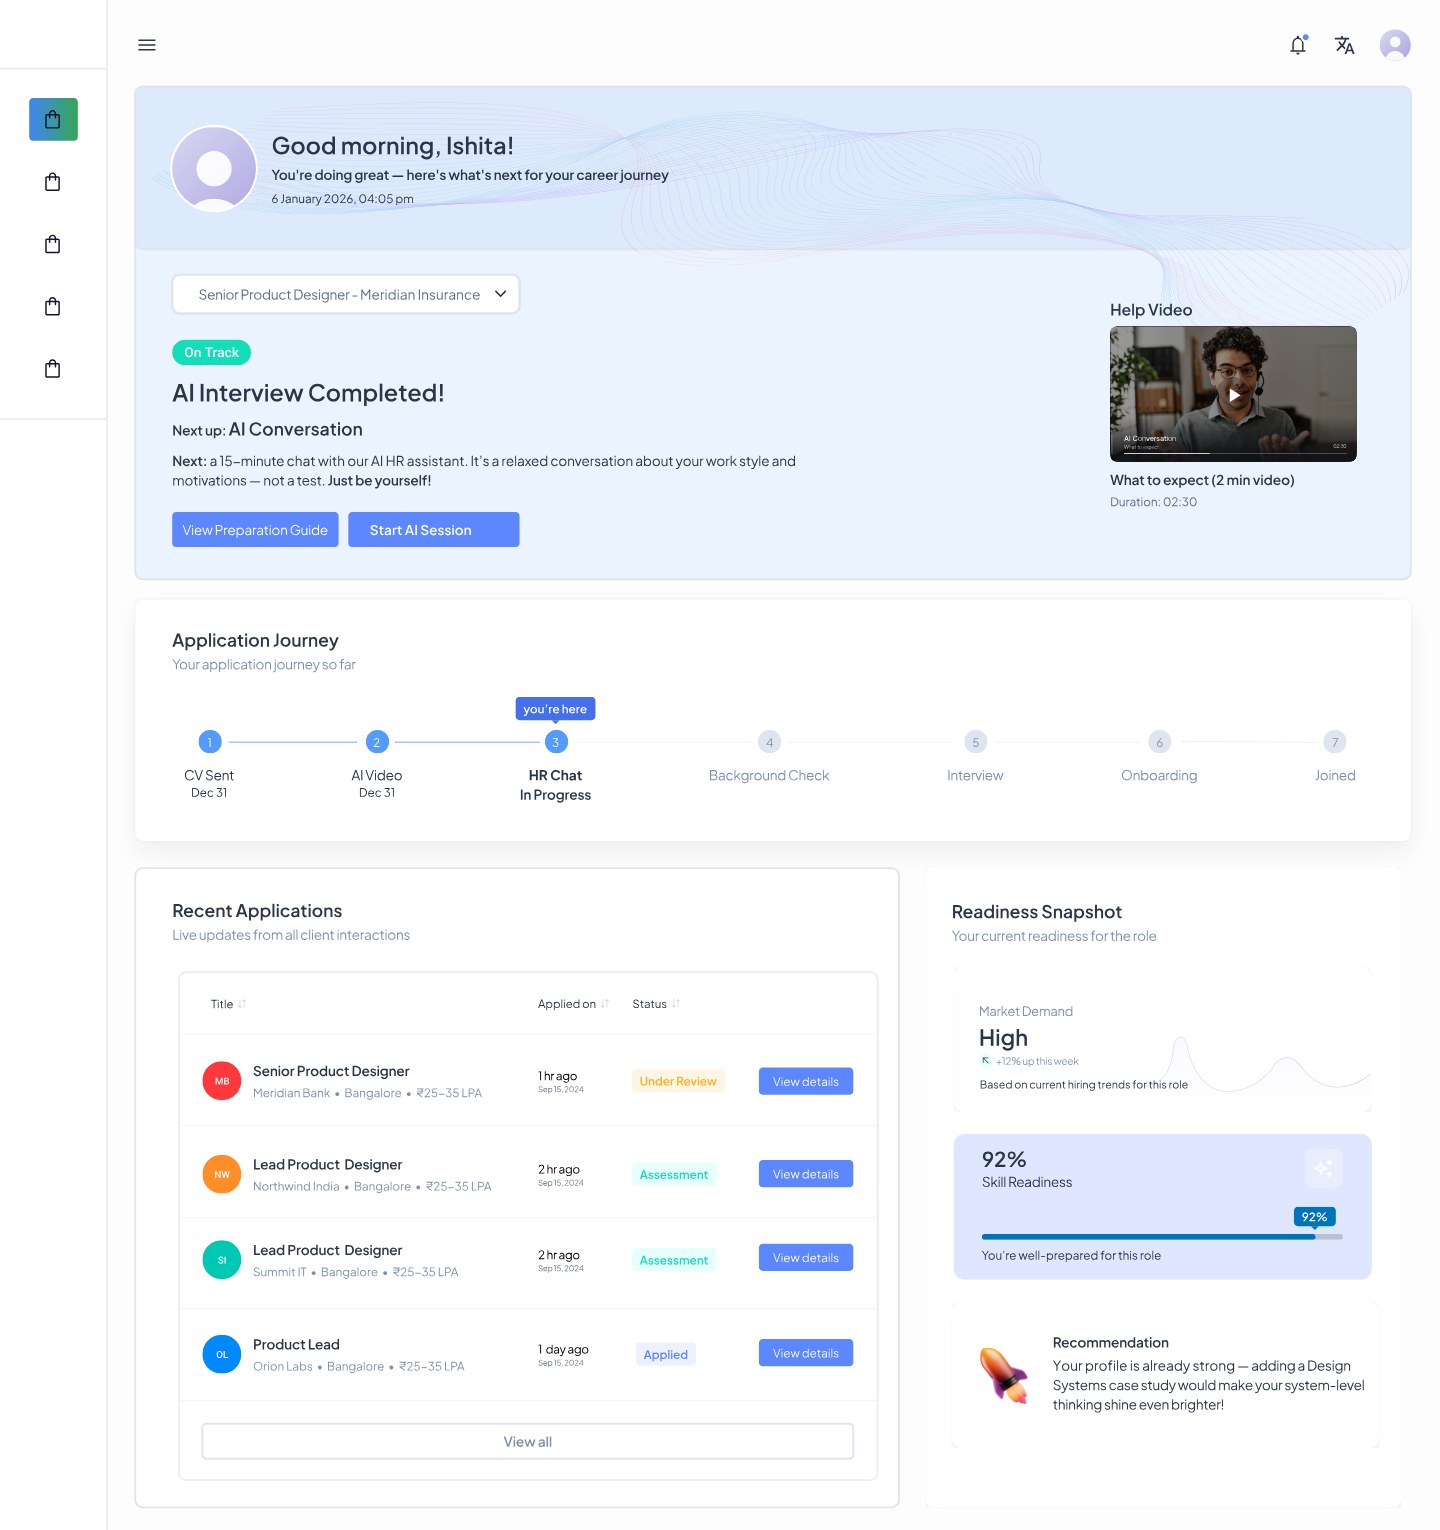 Good morning, Ishita!
You're doing great — here's what's next for your career journey
6 January 2026, 04:05 pm
Senior Product Designer - Meridian Insurance
On Track
AI Interview Completed!
Next up: AI Conversation
Next: a 15–minute chat with our AI HR assistant. It's a relaxed conversation about your work style and
motivations — not a test. Just be yourself!
View Preparation Guide
Start AI Session
Help Video
AI Conversation
What to expect
02:30
What to expect (2 min video)
Duration: 02:30
Application Journey
Your application journey so far
you're here
1
2
3
4
5
6
7
CV Sent
AI Video
HR Chat
Background Check
Interview
Onboarding
Joined
Dec 31
Dec 31
In Progress
Recent Applications
Live updates from all client interactions
Title
Applied on
Status
MB
Senior Product Designer
Meridian Bank • Bangalore • ₹25–35 LPA
1 hr ago
Sep 15, 2024
Under Review
View details
NW
Lead Product Designer
Northwind India • Bangalore • ₹25–35 LPA
2 hr ago
Sep 15, 2024
Assessment
View details
SI
Lead Product Designer
Summit IT • Bangalore • ₹25–35 LPA
2 hr ago
Sep 15, 2024
Assessment
View details
OL
Product Lead
Orion Labs • Bangalore • ₹25–35 LPA
1 day ago
Sep 15, 2024
Applied
View details
View all
Readiness Snapshot
Your current readiness for the role
Market Demand
High
+12% up this week
Based on current hiring trends for this role
92%
Skill Readiness
92%
You're well-prepared for this role
Recommendation
Your profile is already strong — adding a Design
Systems case study would make your system-level
thinking shine even brighter!